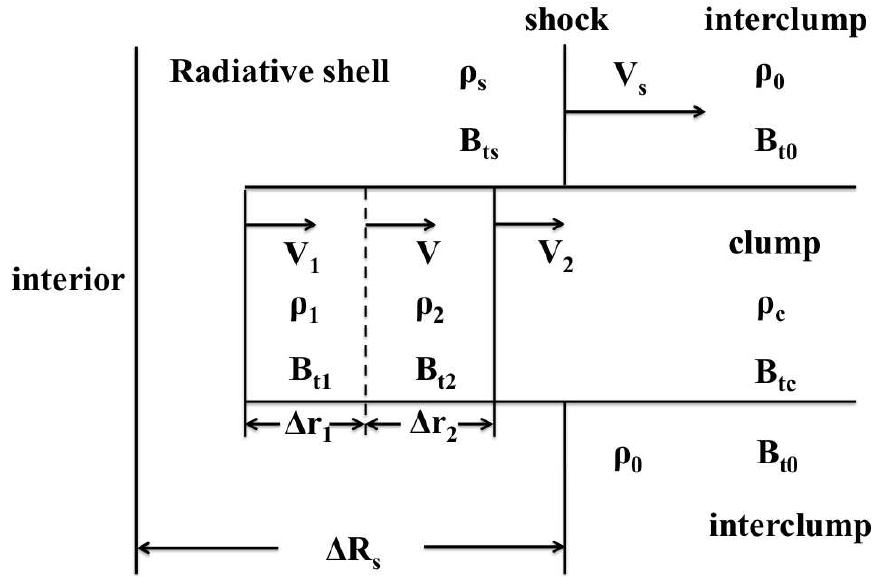 shock interclump
Radiative shell ρs Vs ρ0
Bts Bt0
V1 V V2 clump
interior
ρ1 ρ2 ρc
Bt1 Bt2 Btc
Δr1 Δr2
ρ0 Bt0
interclump
ΔRs